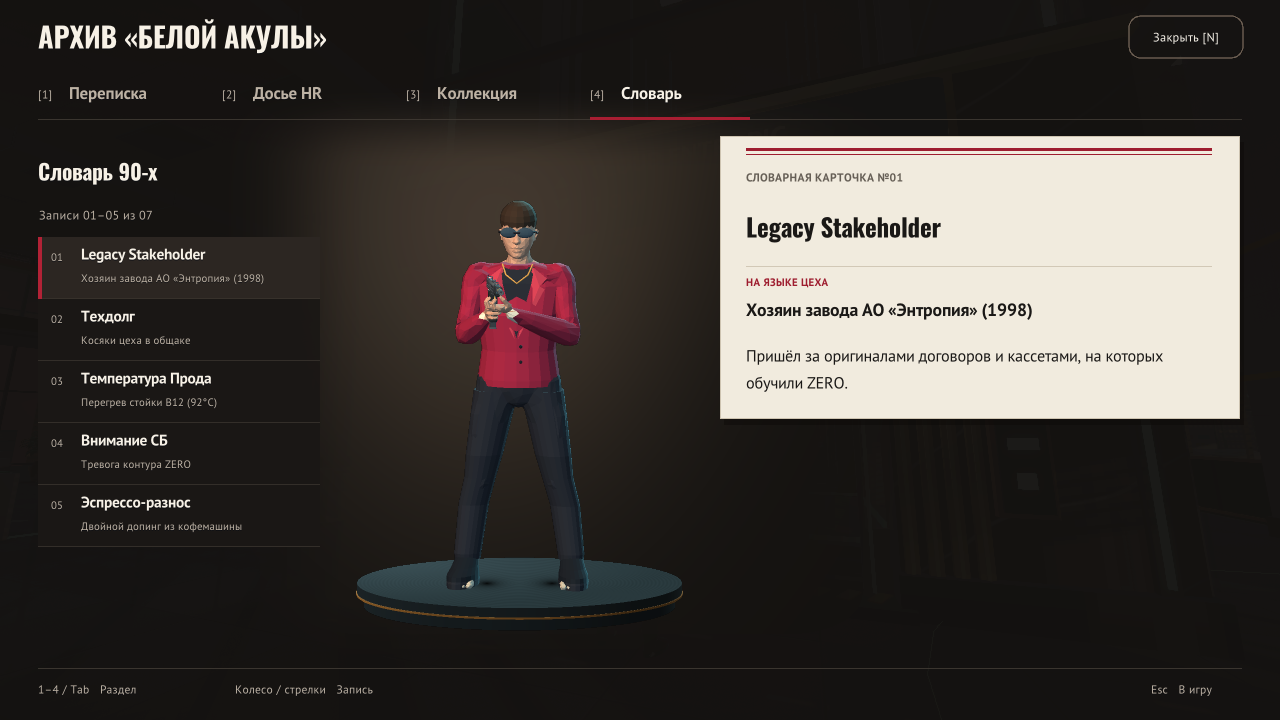 АРХИВ «БЕЛОЙ АКУЛЫ»
Закрыть [N]
[1] Переписка
[2] Досье HR
[3] Коллекция
[4] Словарь
Словарь 90-х
Записи 01–05 из 07
01 Legacy Stakeholder
Хозяин завода АО «Энтропия» (1998)
02 Техдолг
Косяки цеха в общаке
03 Температура Прода
Перегрев стойки B12 (92°C)
04 Внимание СБ
Тревога контура ZERO
05 Эспрессо-разнос
Двойной допинг из кофемашины
СЛОВАРНАЯ КАРТОЧКА №01
Legacy Stakeholder
НА ЯЗЫКЕ ЦЕХА
Хозяин завода АО «Энтропия» (1998)
Пришёл за оригиналами договоров и кассетами, на которых
обучили ZERO.
1–4 / Tab Раздел
Колесо / стрелки Запись
Esc В игру